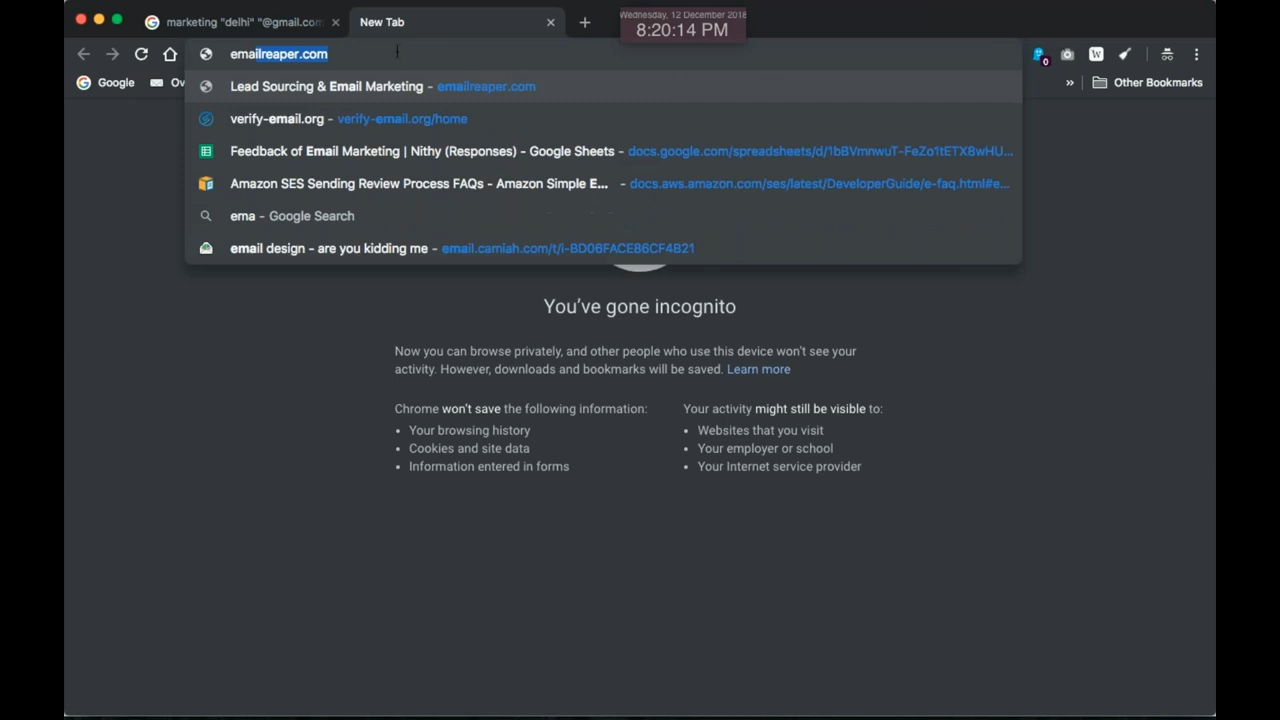 marketing "delhi" "@gmail.com
New Tab
Wednesday, 12 December 2018
8:20:14 PM
emailreaper.com
0
W
Google
Ov
»
Other Bookmarks
Lead Sourcing & Email Marketing - emailreaper.com
verify-email.org - verify-email.org/home
Feedback of Email Marketing | Nithy (Responses) - Google Sheets - docs.google.com/spreadsheets/d/1bBVmnwuT-FeZo1tETX8wHU...
Amazon SES Sending Review Process FAQs - Amazon Simple E... - docs.aws.amazon.com/ses/latest/DeveloperGuide/e-faq.html#e...
ema - Google Search
email design - are you kidding me - email.camiah.com/t/i-BD06FACE86CF4B21
You've gone incognito
Now you can browse privately, and other people who use this device won't see your
activity. However, downloads and bookmarks will be saved. Learn more
Chrome won't save the following information:
• Your browsing history
• Cookies and site data
• Information entered in forms
Your activity might still be visible to:
• Websites that you visit
• Your employer or school
• Your Internet service provider